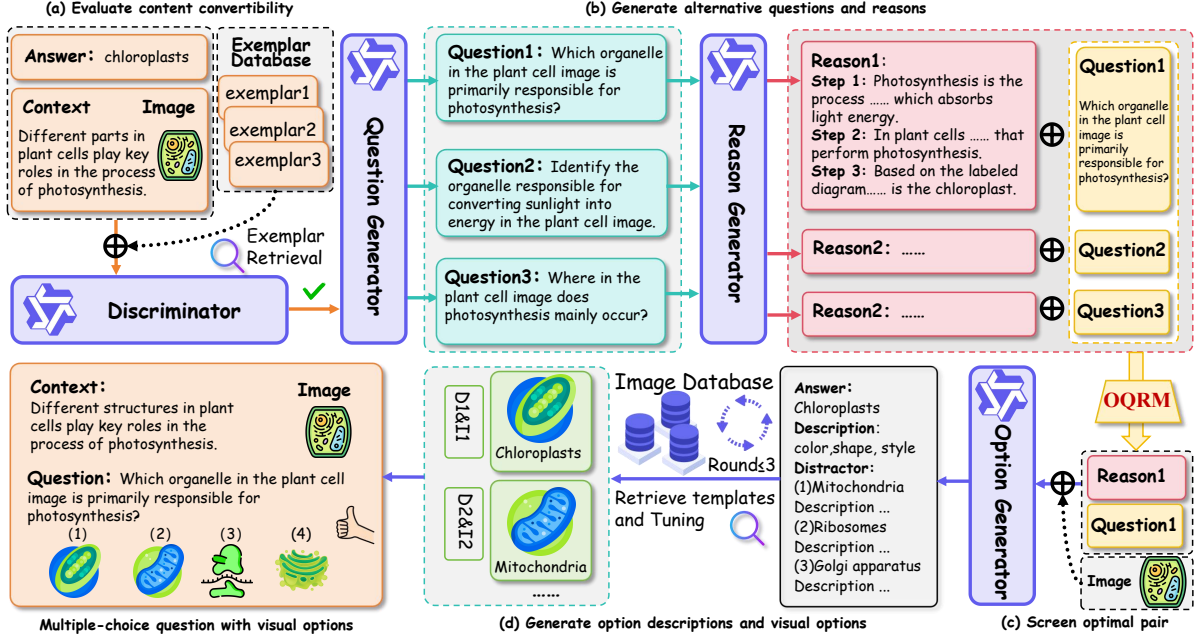 (a) Evaluate content convertibility
Answer: chloroplasts
Context
Image
Different parts in
plant cells play key
roles in the process
of photosynthesis.
Exemplar
Database
exemplar1
exemplar2
exemplar3
Exemplar
Retrieval
Discriminator
Question Generator
(b) Generate alternative questions and reasons
Question1: Which organelle
in the plant cell image is
primarily responsible for
photosynthesis?
Question2: Identify the
organelle responsible for
converting sunlight into
energy in the plant cell image.
Question3: Where in the
plant cell image does
photosynthesis mainly occur?
Reason Generator
Reason1:
Step 1: Photosynthesis is the
process ...... which absorbs
light energy.
Step 2: In plant cells ...... that
perform photosynthesis.
Step 3: Based on the labeled
diagram...... is the chloroplast.
Reason2: ......
Reason2: ......
Question1
Which organelle
in the plant cell
image is
primarily
responsible for
photosynthesis?
Question2
Question3
OQRM
Reason1
Question1
Image
(c) Screen optimal pair
Option Generator
Answer:
Chloroplasts
Description:
color,shape, style
Distractor:
(1)Mitochondria
Description ...
(2)Ribosomes
Description ...
(3)Golgi apparatus
Description ...
Image Database
Round≤3
Retrieve templates
and Tuning
D1&I1
Chloroplasts
D2&I2
Mitochondria
......
(d) Generate option descriptions and visual options
Context:
Image
Different structures in plant
cells play key roles in the
process of photosynthesis.
Question: Which organelle in the plant cell
image is primarily responsible for
photosynthesis?
(1)
(2)
(3)
(4)
Multiple-choice question with visual options